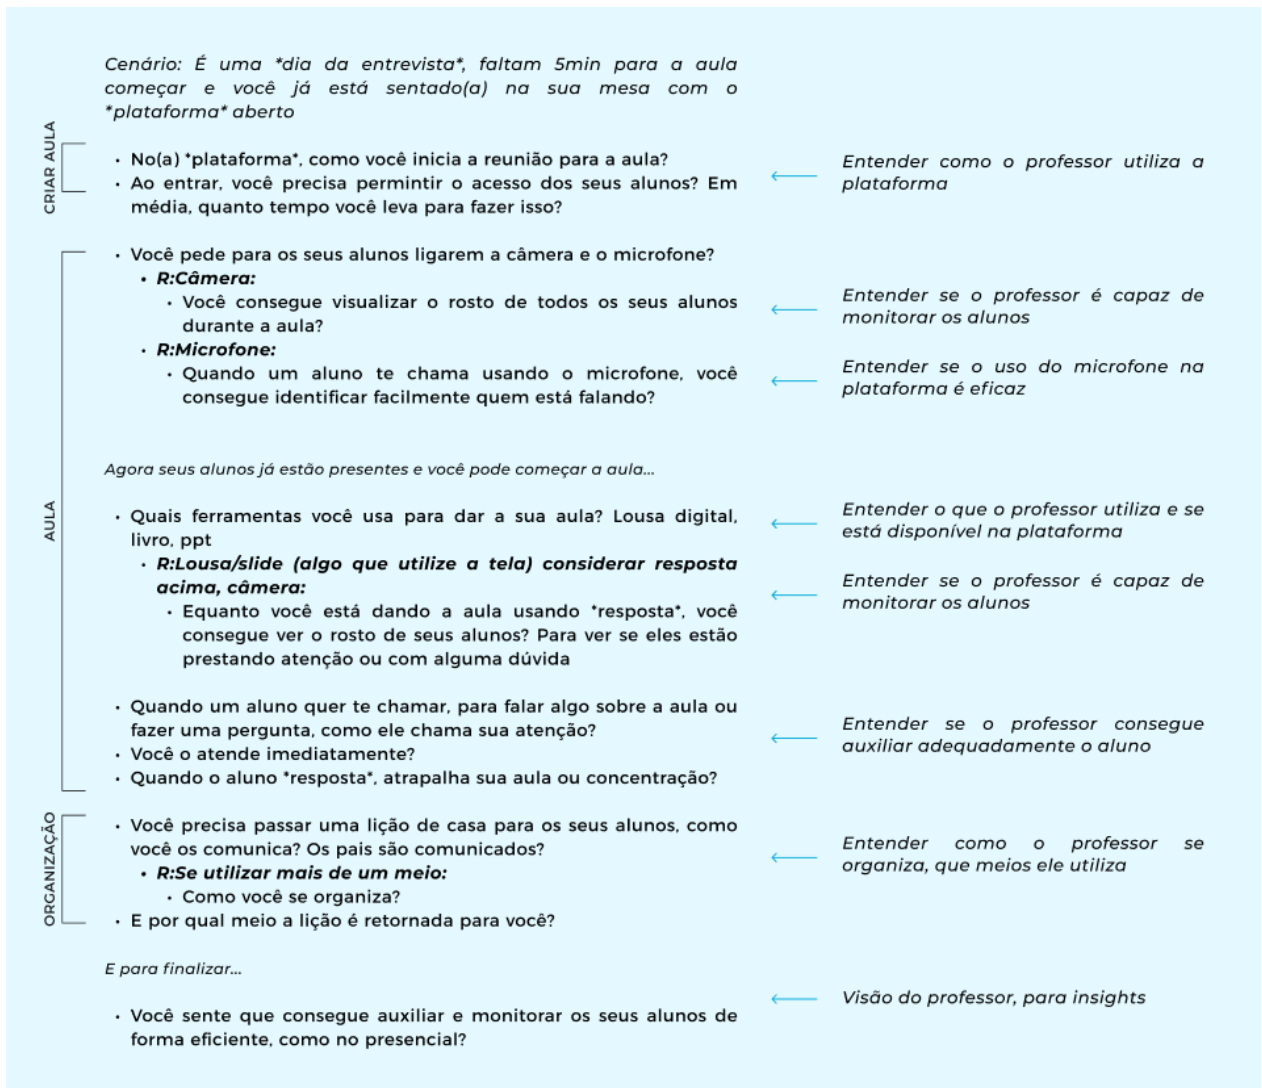 Cenário: É uma *dia da entrevista*, faltam 5min para a aula
começar e você já está sentado(a) na sua mesa com o
*plataforma* aberto
CRIAR AULA
• No(a) *plataforma*, como você inicia a reunião para a aula?
• Ao entrar, você precisa permintir o acesso dos seus alunos? Em
média, quanto tempo você leva para fazer isso?
Entender como o professor utiliza a
plataforma
AULA
• Você pede para os seus alunos ligarem a câmera e o microfone?
• R:Câmera:
• Você consegue visualizar o rosto de todos os seus alunos
durante a aula?
Entender se o professor é capaz de
monitorar os alunos
• R:Microfone:
• Quando um aluno te chama usando o microfone, você
consegue identificar facilmente quem está falando?
Entender se o uso do microfone na
plataforma é eficaz
Agora seus alunos já estão presentes e você pode começar a aula...
• Quais ferramentas você usa para dar a sua aula? Lousa digital,
livro, ppt
Entender o que o professor utiliza e se
está disponível na plataforma
• R:Lousa/slide (algo que utilize a tela) considerar resposta
acima, câmera:
• Equanto você está dando a aula usando *resposta*, você
consegue ver o rosto de seus alunos? Para ver se eles estão
prestando atenção ou com alguma dúvida
Entender se o professor é capaz de
monitorar os alunos
• Quando um aluno quer te chamar, para falar algo sobre a aula ou
fazer uma pergunta, como ele chama sua atenção?
• Você o atende imediatamente?
• Quando o aluno *resposta*, atrapalha sua aula ou concentração?
Entender se o professor consegue
auxiliar adequadamente o aluno
ORGANIZAÇÃO
• Você precisa passar uma lição de casa para os seus alunos, como
você os comunica? Os pais são comunicados?
• R:Se utilizar mais de um meio:
• Como você se organiza?
• E por qual meio a lição é retornada para você?
Entender como o professor se
organiza, que meios ele utiliza
E para finalizar...
• Você sente que consegue auxiliar e monitorar os seus alunos de
forma eficiente, como no presencial?
Visão do professor, para insights